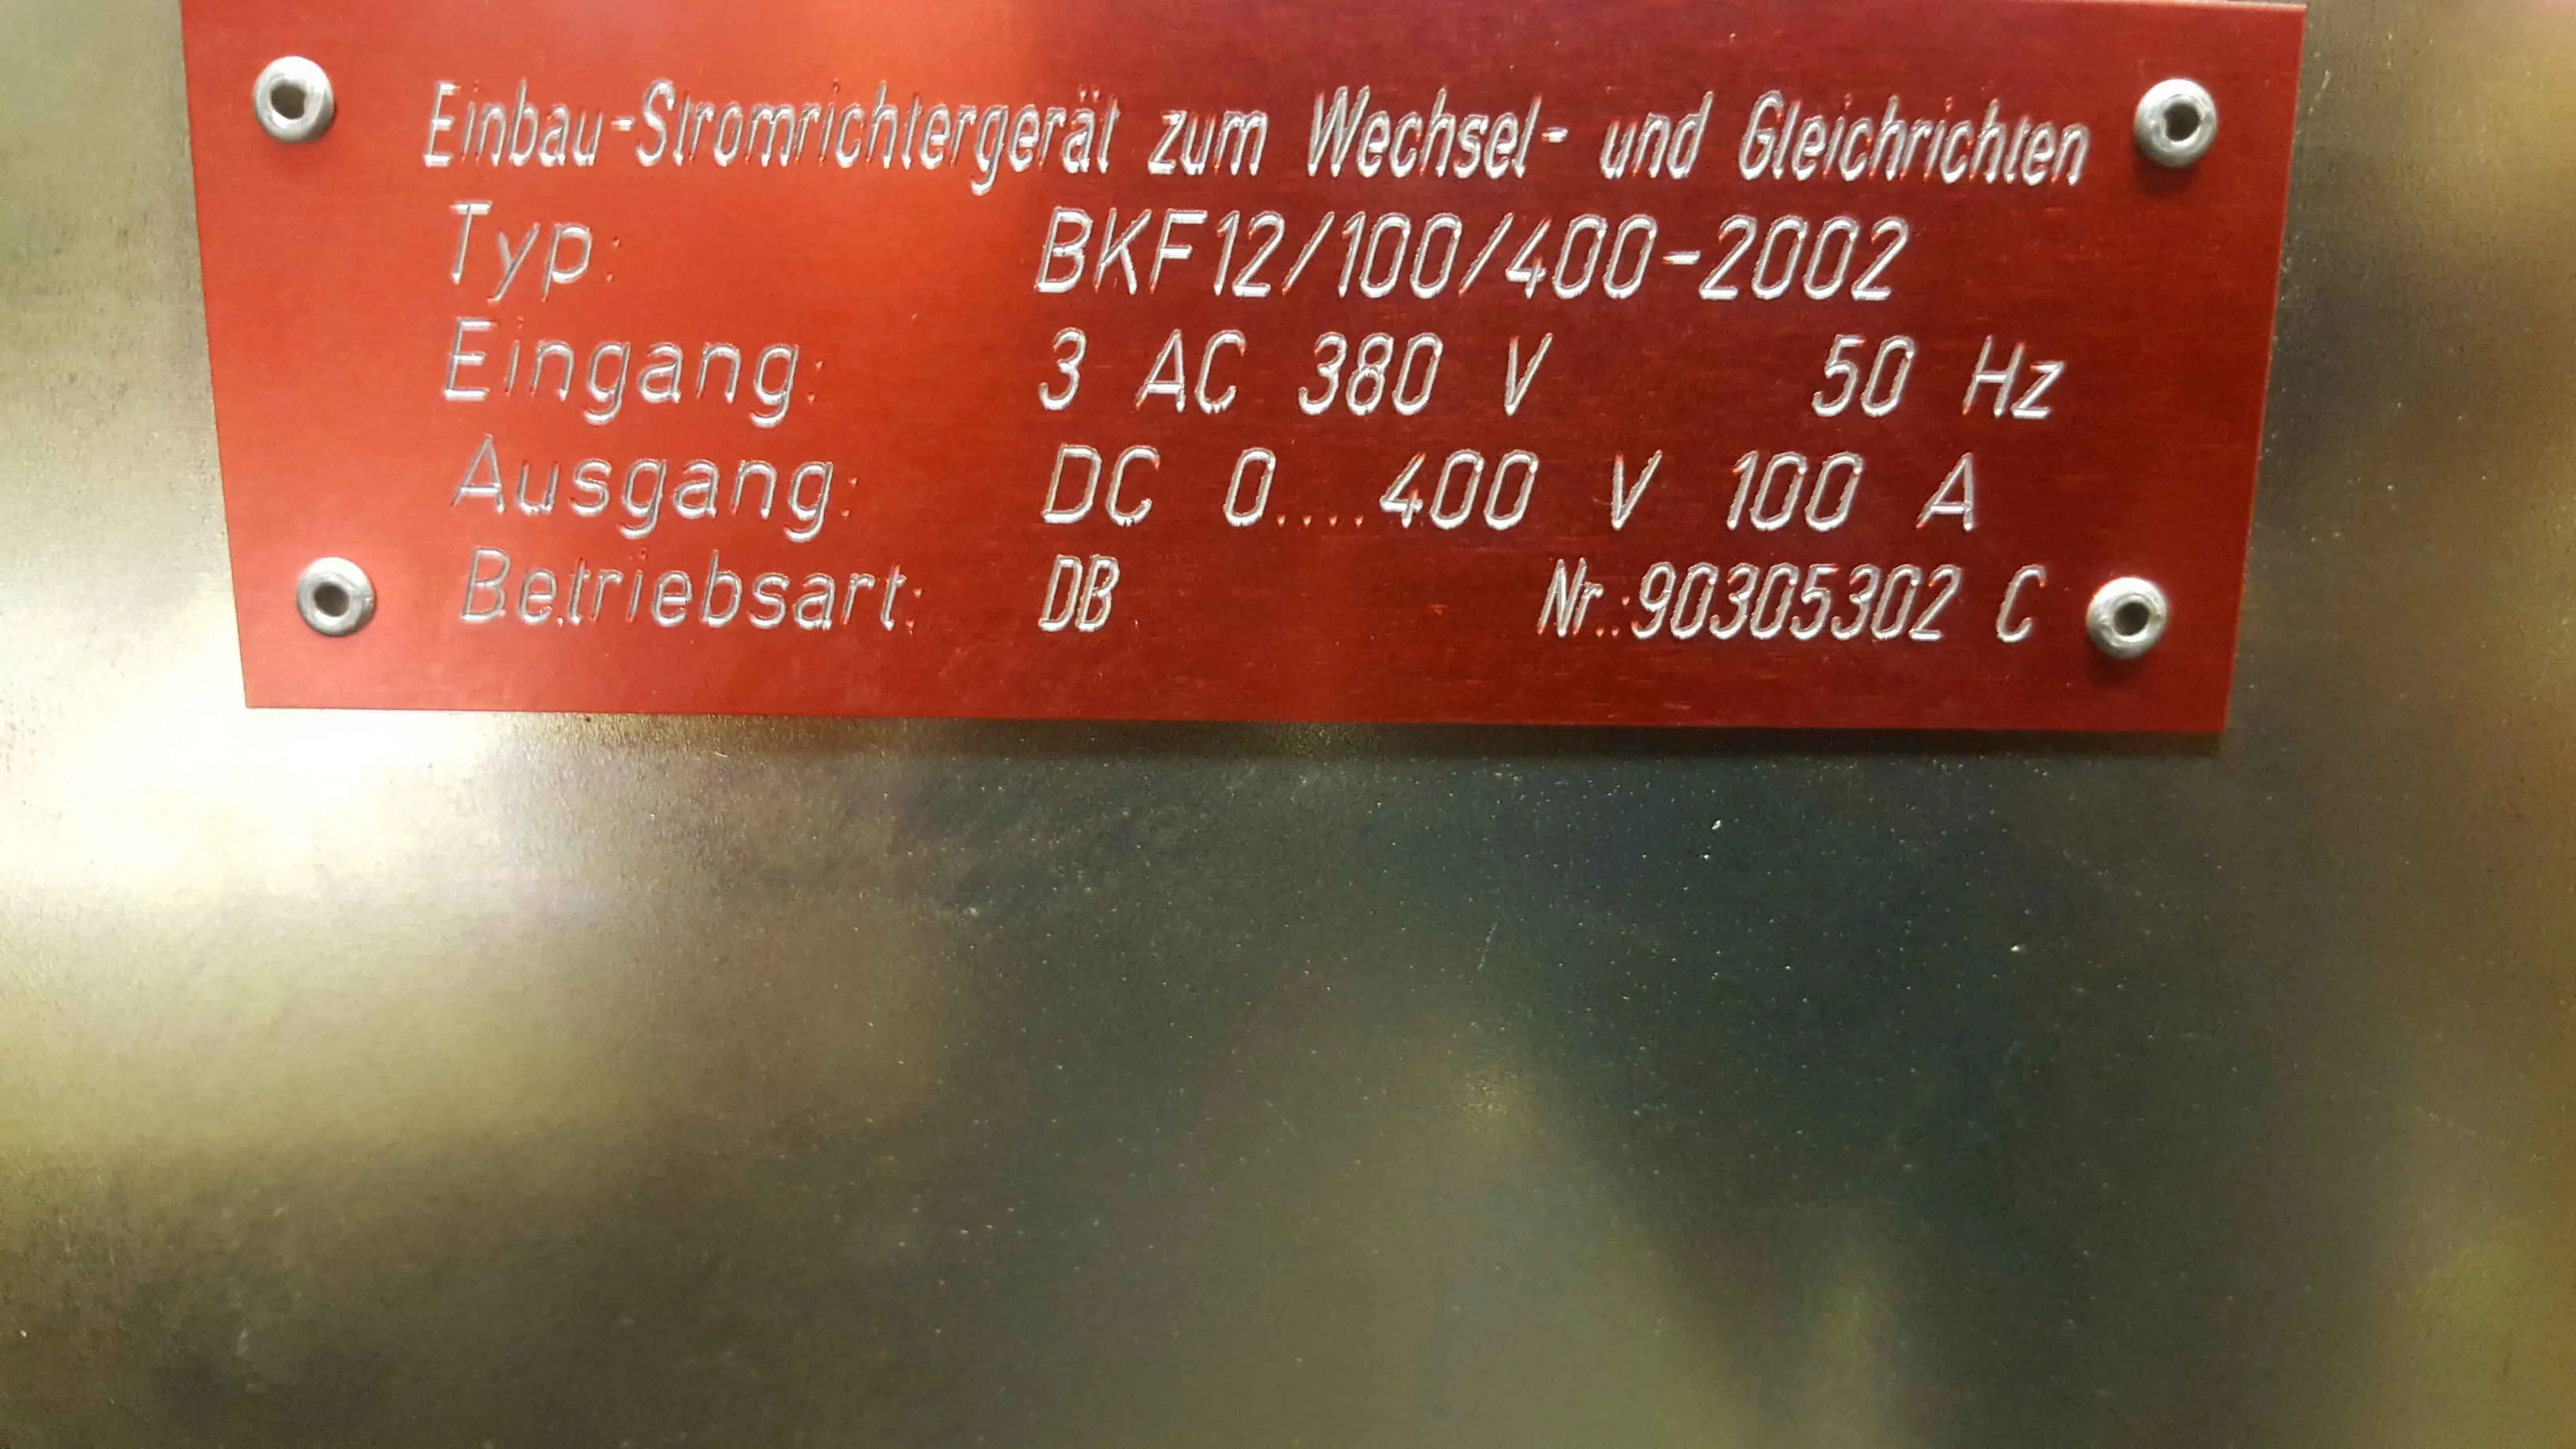 Einbau-Stromrichtergerät zum Wechsel- und Gleichrichten
Typ: BKF12/100/400-2002
Eingang: 3 AC 380 V 50 Hz
Ausgang: DC 0....400 V 100 A
Betriebsart: DB Nr.:90305302 C